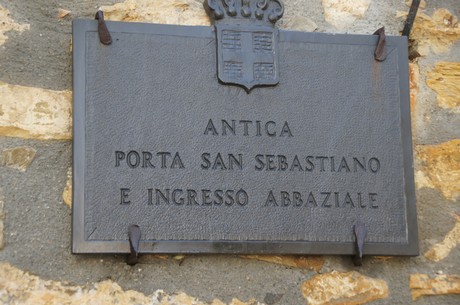 ANTICA
PORTA SAN SEBASTIANO
E INGRESSO ABBAZIALE